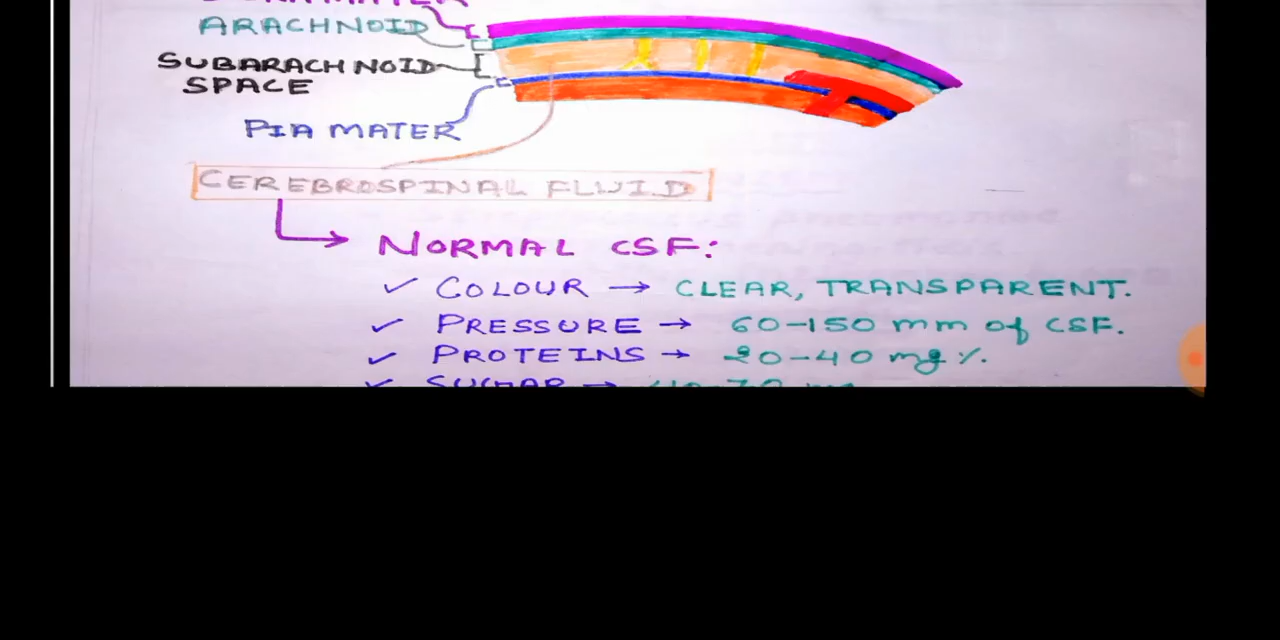 ARACHNOID
SUBARACHNOID
SPACE
PIA MATER
CEREBROSPINAL FLUID
NORMAL CSF:
✓ COLOUR → CLEAR, TRANSPARENT.
✓ PRESSURE → 60-150 mm of CSF.
✓ PROTEINS → 20-40 mg%.
✓ SUGAR →